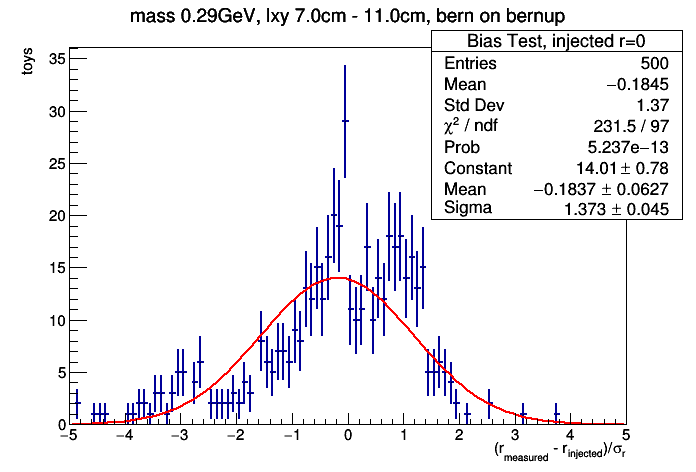 mass 0.29GeV, lxy 7.0cm - 11.0cm, bern on bernup
toys
Bias Test, injected r=0
Entries 500
Mean −0.1845
Std Dev 1.37
χ² / ndf 231.5 / 97
Prob 5.237e−13
Constant 14.01 ± 0.78
Mean −0.1837 ± 0.0627
Sigma 1.373 ± 0.045
35
30
25
20
15
10
5
0
−5 −4 −3 −2 −1 0 1 2 3 4 5
(r_measured - r_injected)/σ_r